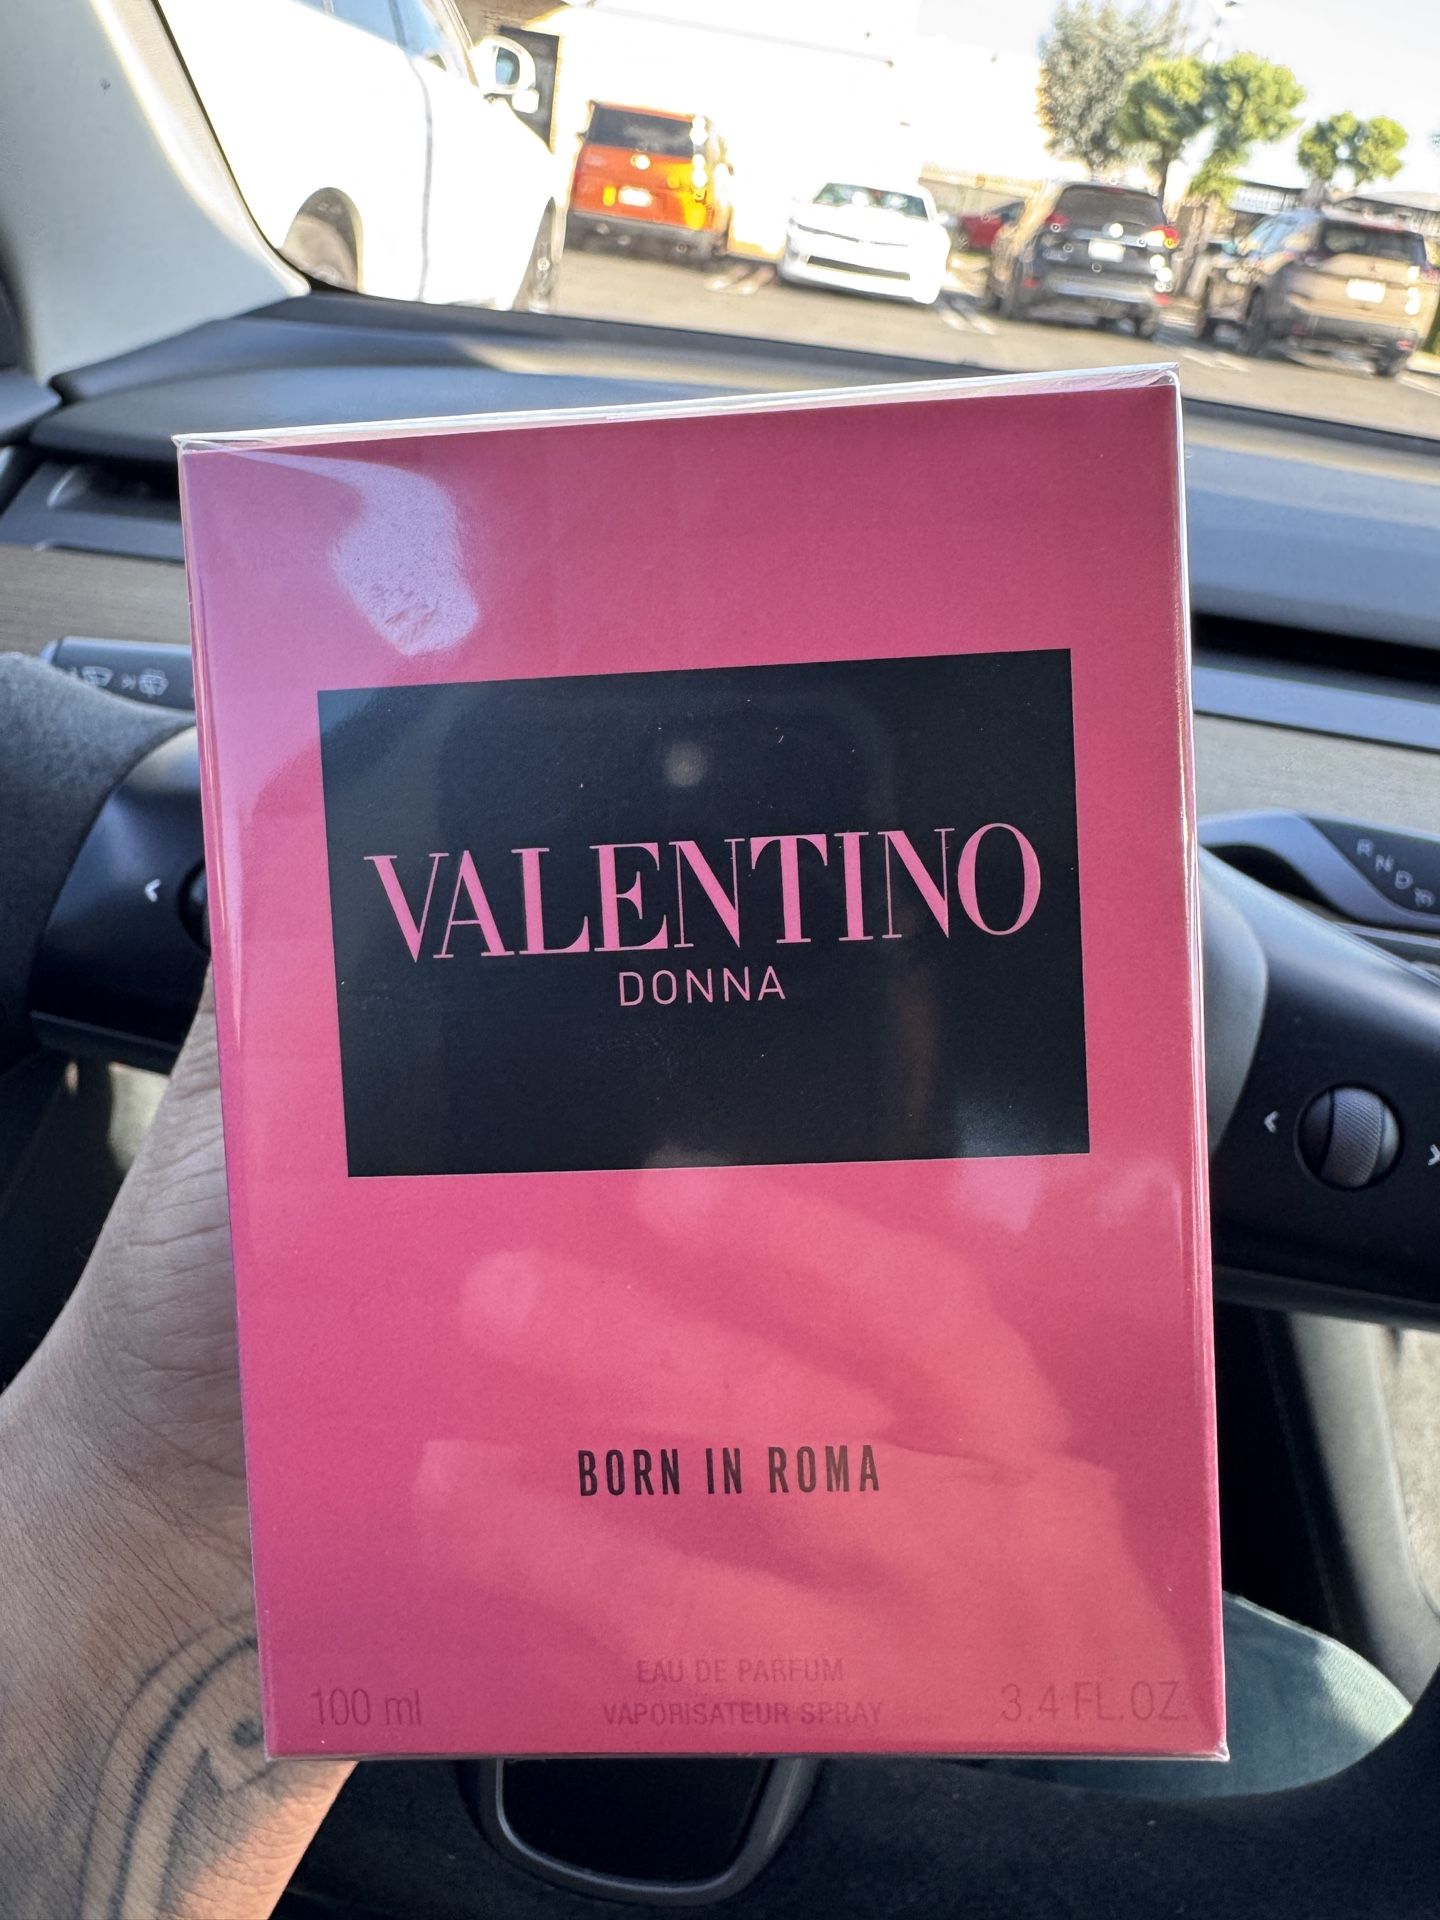 VALENTINO
DONNA
BORN IN ROMA
EAU DE PARFUM
100 ml VAPORISATEUR SPRAY 3.4 FL.OZ.